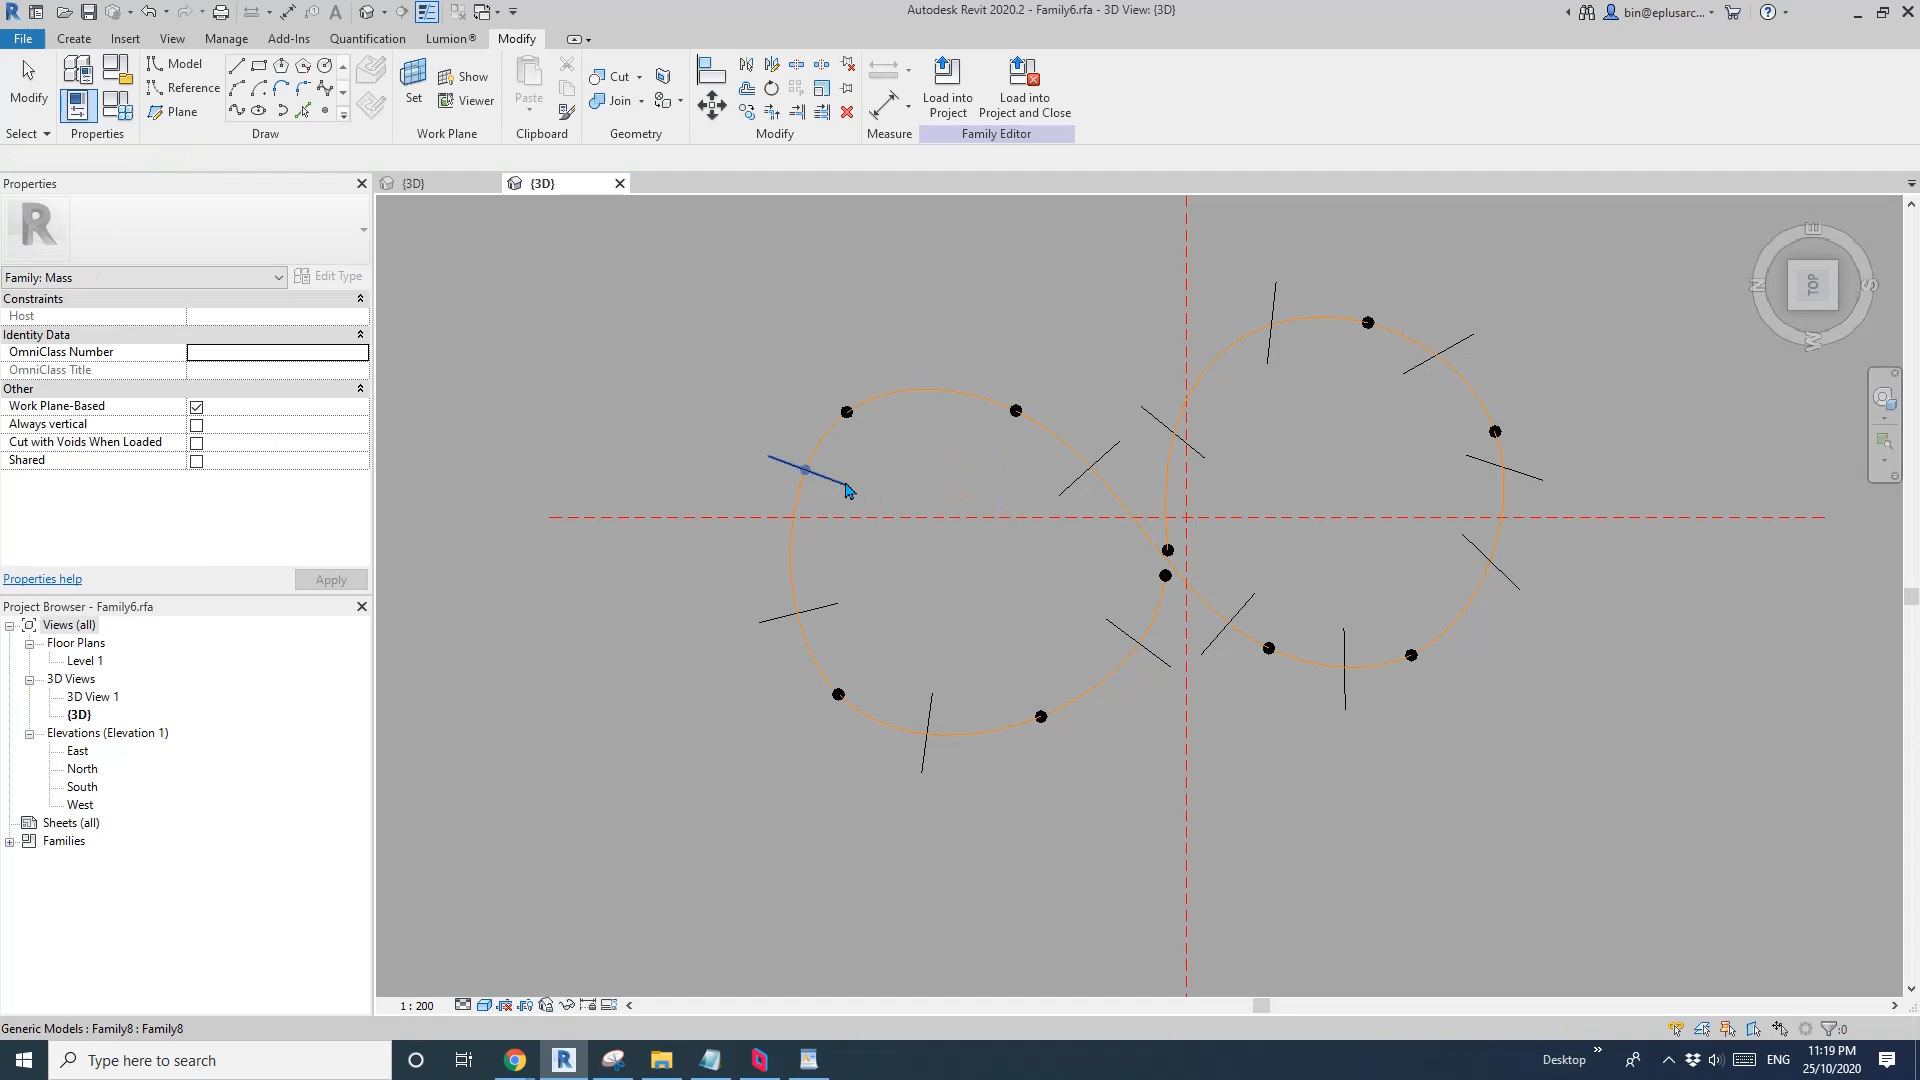 Autodesk Revit 2020.2 - Family6.rfa - 3D View: {3D}
bin@eplusarc...
File
Create
Insert
View
Manage
Add-Ins
Quantification
Lumion®
Modify
Modify
Select
Properties
Model
Reference
Plane
Draw
Set
Show
Viewer
Work Plane
Paste
Clipboard
Cut
Join
Geometry
Modify
Measure
Load into
Project
Load into
Project and Close
Family Editor
Properties
{3D}
{3D}
R
Family: Mass
Edit Type
Constraints
Host
Identity Data
OmniClass Number
OmniClass Title
Other
Work Plane-Based
Always vertical
Cut with Voids When Loaded
Shared
Properties help
Apply
Project Browser - Family6.rfa
Views (all)
Floor Plans
Level 1
3D Views
3D View 1
{3D}
Elevations (Elevation 1)
East
North
South
West
Sheets (all)
Families
E
N
TOP
S
W
1 : 200
Generic Models : Family8 : Family8
:0
Type here to search
Desktop
ENG
11:19 PM
25/10/2020